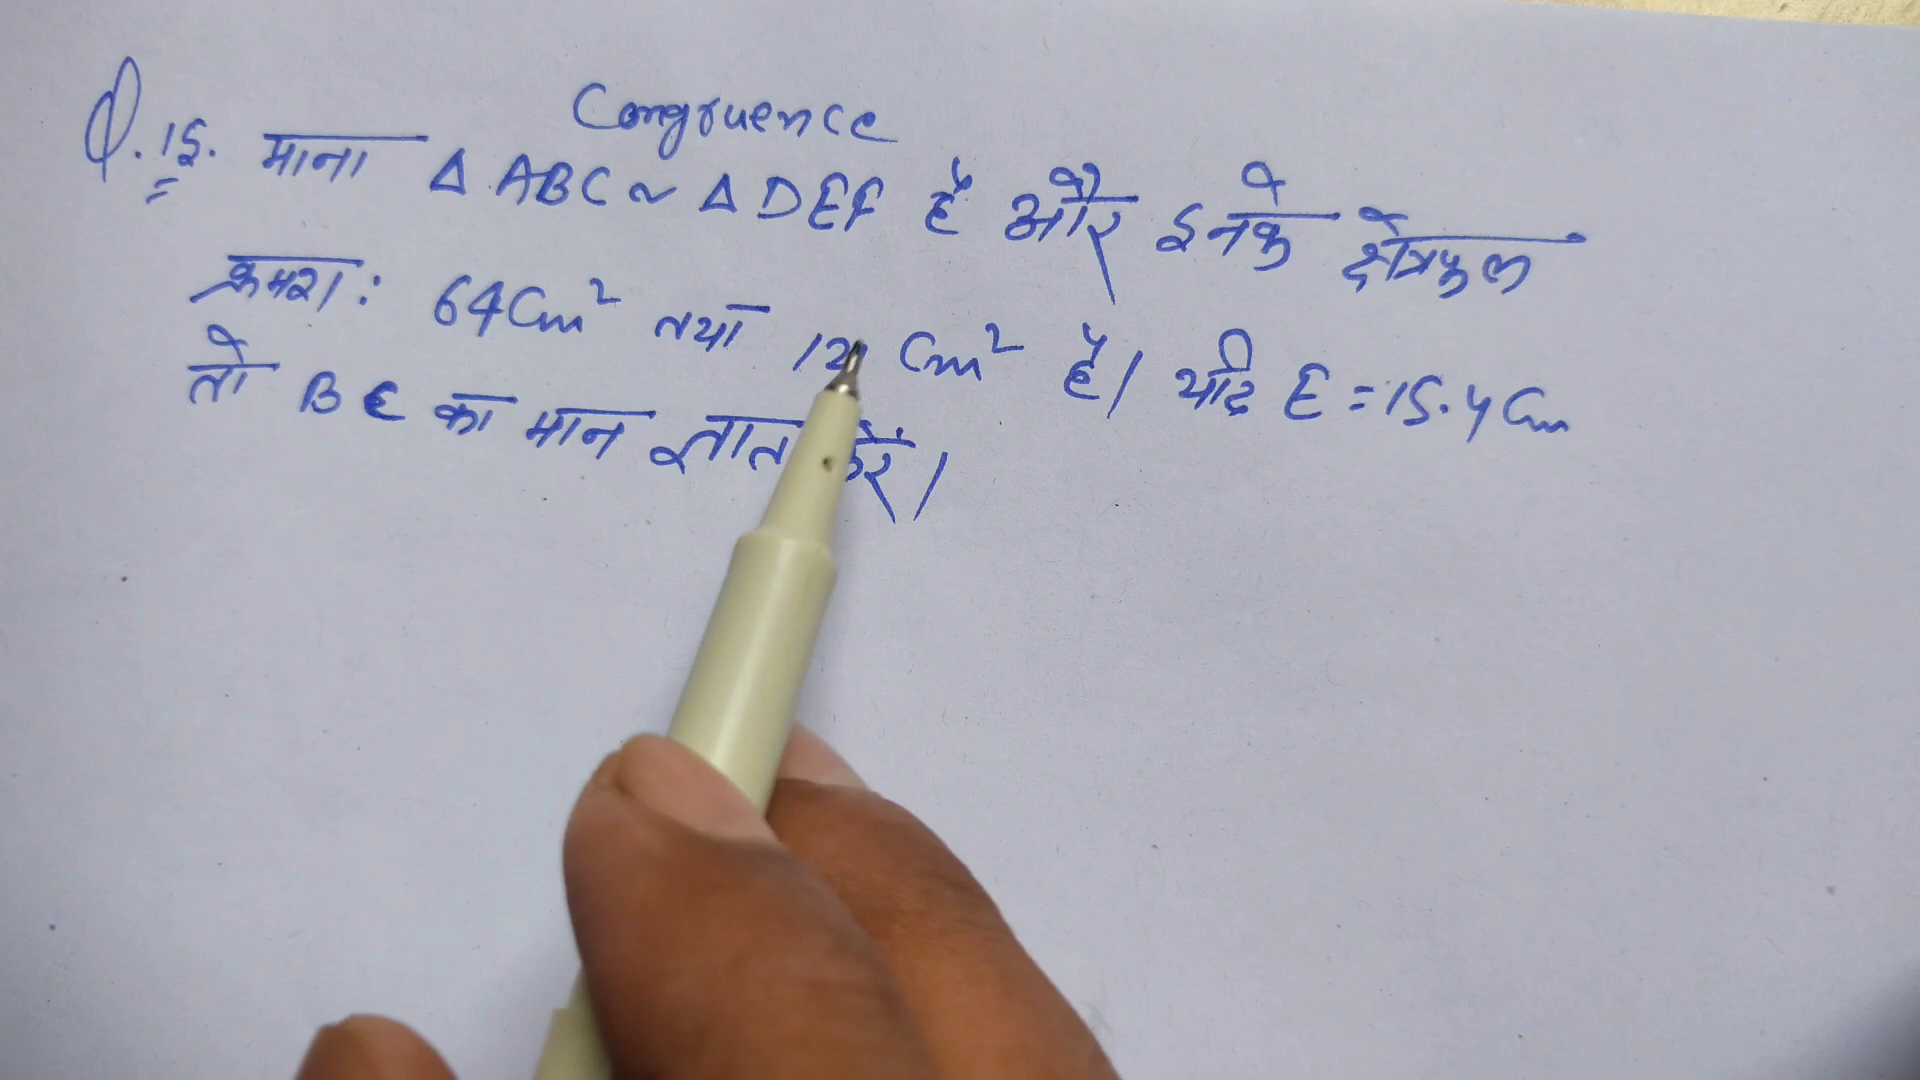 Congruence
Q.15. माना Δ ABC ~ Δ DEF है और इनके क्षेत्रफल
क्रमश: 64 Cm² तथा Cm² है। यदि E = 15.4 Cm
तो BC का मान ज्ञात करें।